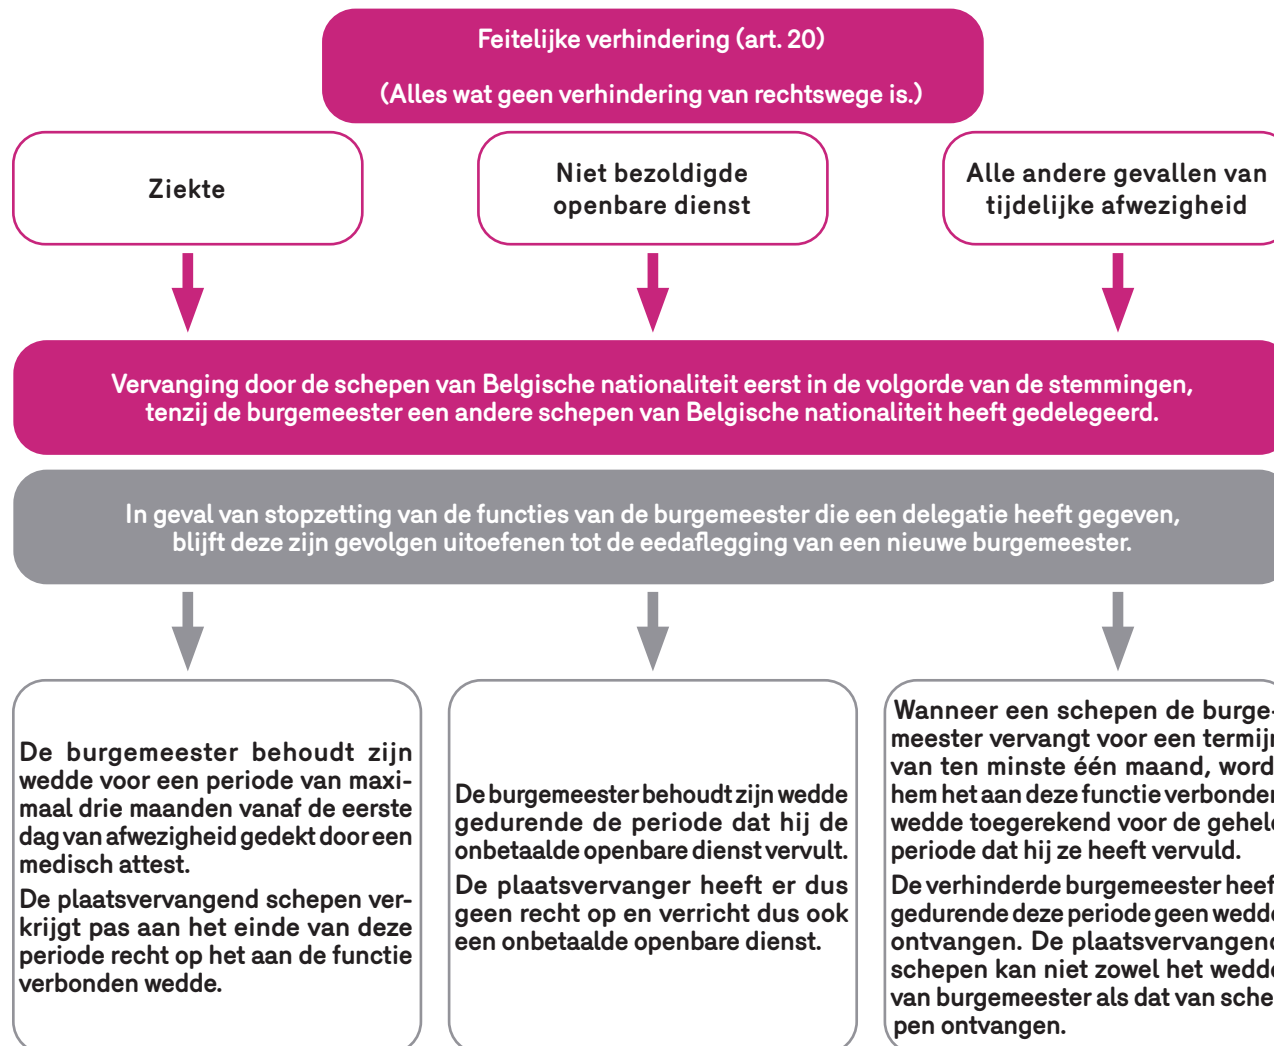 Feitelijke verhindering (art. 20)
(Alles wat geen verhindering van rechtswege is.)
Ziekte
Niet bezoldigde
openbare dienst
Alle andere gevallen van
tijdelijke afwezigheid
Vervanging door de schepen van Belgische nationaliteit eerst in de volgorde van de stemmingen,
tenzij de burgemeester een andere schepen van Belgische nationaliteit heeft gedelegeerd.
In geval van stopzetting van de functies van de burgemeester die een delegatie heeft gegeven,
blijft deze zijn gevolgen uitoefenen tot de eedaflegging van een nieuwe burgemeester.
De burgemeester behoudt zijn
wedde voor een periode van maxi-
maal drie maanden vanaf de eerste
dag van afwezigheid gedekt door een
medisch attest.
De plaatsvervangend schepen ver-
krijgt pas aan het einde van deze
periode recht op het aan de functie
verbonden wedde.
De burgemeester behoudt zijn wedde
gedurende de periode dat hij de
onbetaalde openbare dienst vervult.
De plaatsvervanger heeft er dus
geen recht op en verricht dus ook
een onbetaalde openbare dienst.
Wanneer een schepen de burge-
meester vervangt voor een termijn
van ten minste één maand, word
hem het aan deze functie verbonden
wedde toegerekend voor de gehele
periode dat hij ze heeft vervuld.
De verhinderde burgemeester heef
gedurende deze periode geen wedde
ontvangen. De plaatsvervangend
schepen kan niet zowel het wedde
van burgemeester als dat van sche
pen ontvangen.